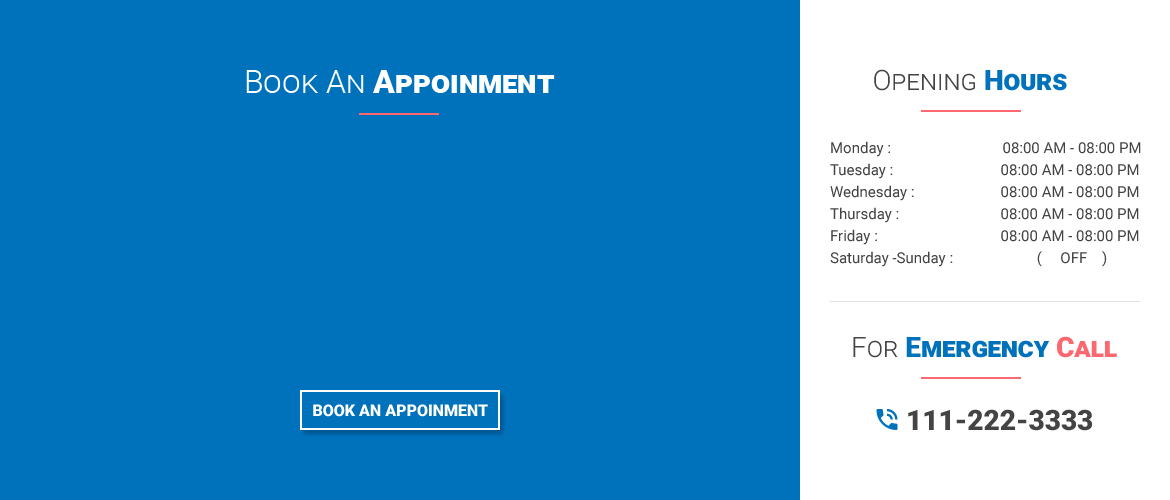 Book An Appoinment
BOOK AN APPOINMENT
Opening Hours
Monday : 08:00 AM - 08:00 PM
Tuesday : 08:00 AM - 08:00 PM
Wednesday : 08:00 AM - 08:00 PM
Thursday : 08:00 AM - 08:00 PM
Friday : 08:00 AM - 08:00 PM
Saturday -Sunday : ( OFF )
For Emergency Call
111-222-3333